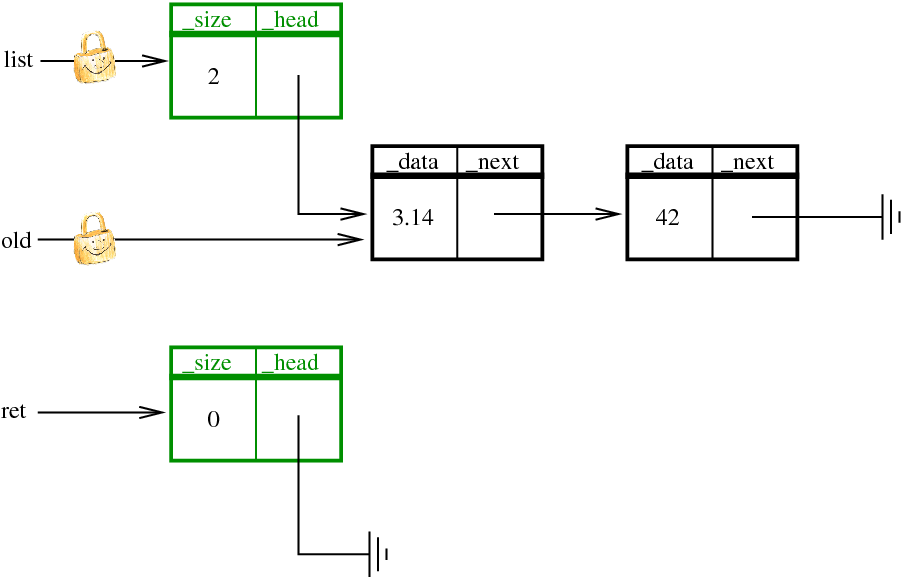 _size _head
list
2
_data _next _data _next
3.14 42
old
_size _head
ret
0